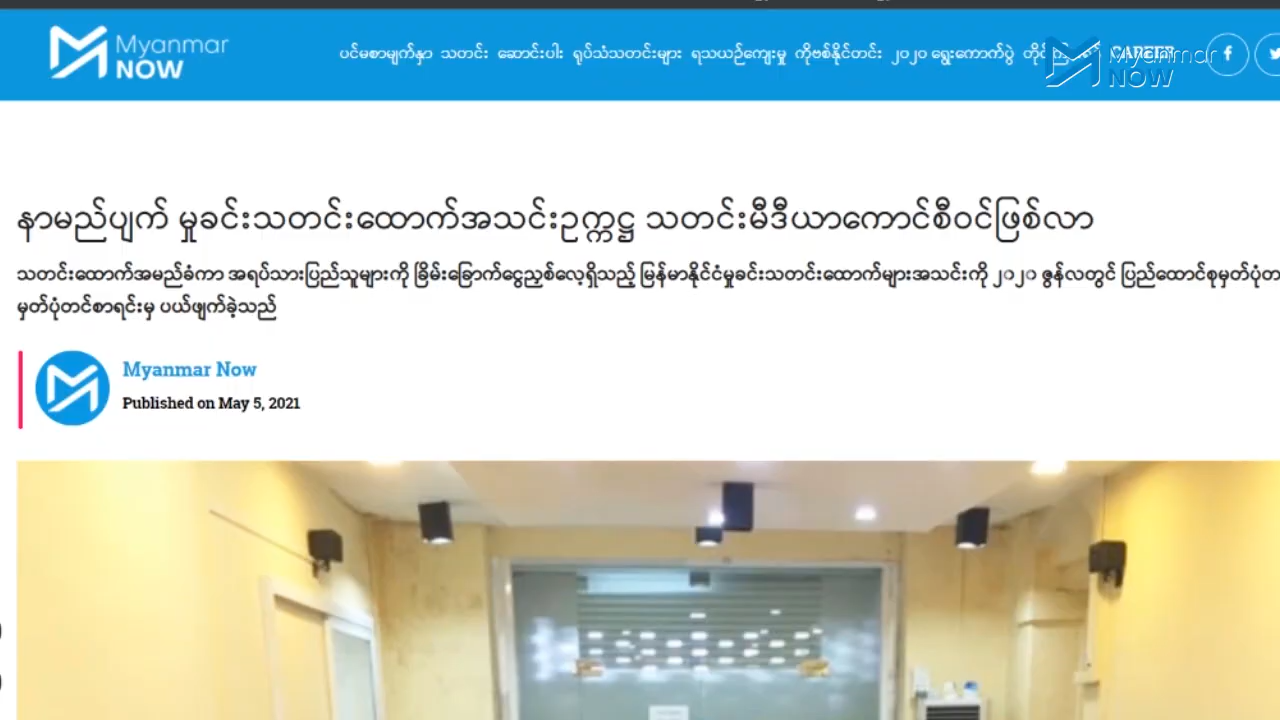 Myanmar
NOW
ပင်မစာမျက်နှာ သတင်း ဆောင်းပါး ရုပ်သံသတင်းများ ရသယဉ်ကျေးမှု ကိုဗစ်နိုင်တင်း ၂၀၂၀ ရွေးကောက်ပွဲ CAREER
Myanmar
NOW
နာမည်ပျက် မှုခင်းသတင်းထောက်အသင်းဥက္ကဋ္ဌ သတင်းမီဒီယာကောင်စီဝင်ဖြစ်လာ
သတင်းထောက်အမည်ခံကာ အရပ်သားပြည်သူများကို ခြိမ်းခြောက်ငွေညှစ်လေ့ရှိသည့် မြန်မာနိုင်ငံမှုခင်းသတင်းထောက်များအသင်းကို ၂၀၂၀ ဇွန်လတွင် ပြည်ထောင်စုမှတ်ပုံတ
မှတ်ပုံတင်စာရင်းမှ ပယ်ဖျက်ခဲ့သည်
Myanmar Now
Published on May 5, 2021